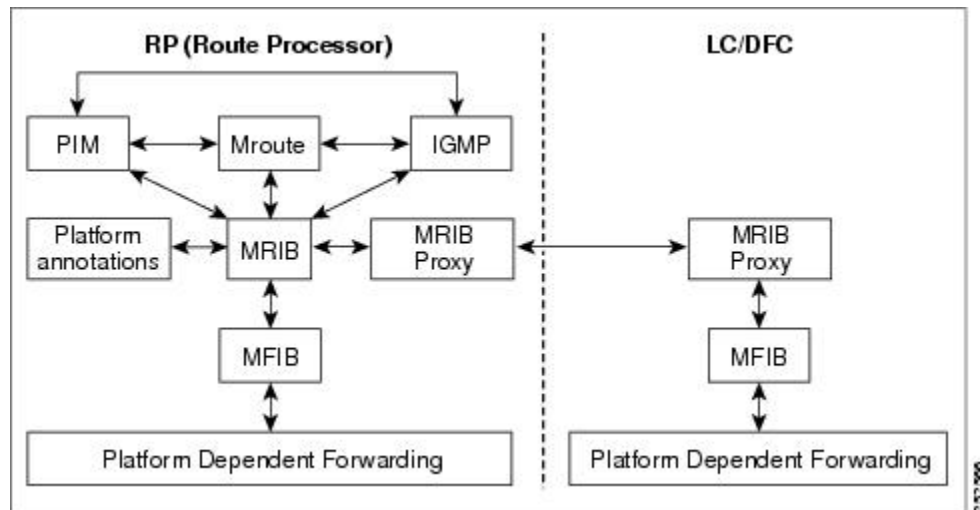 RP (Route Processor)
LC/DFC
PIM
Mroute
IGMP
Platform
annotations
MRIB
MRIB
Proxy
MRIB
Proxy
MFIB
MFIB
Platform Dependent Forwarding
Platform Dependent Forwarding